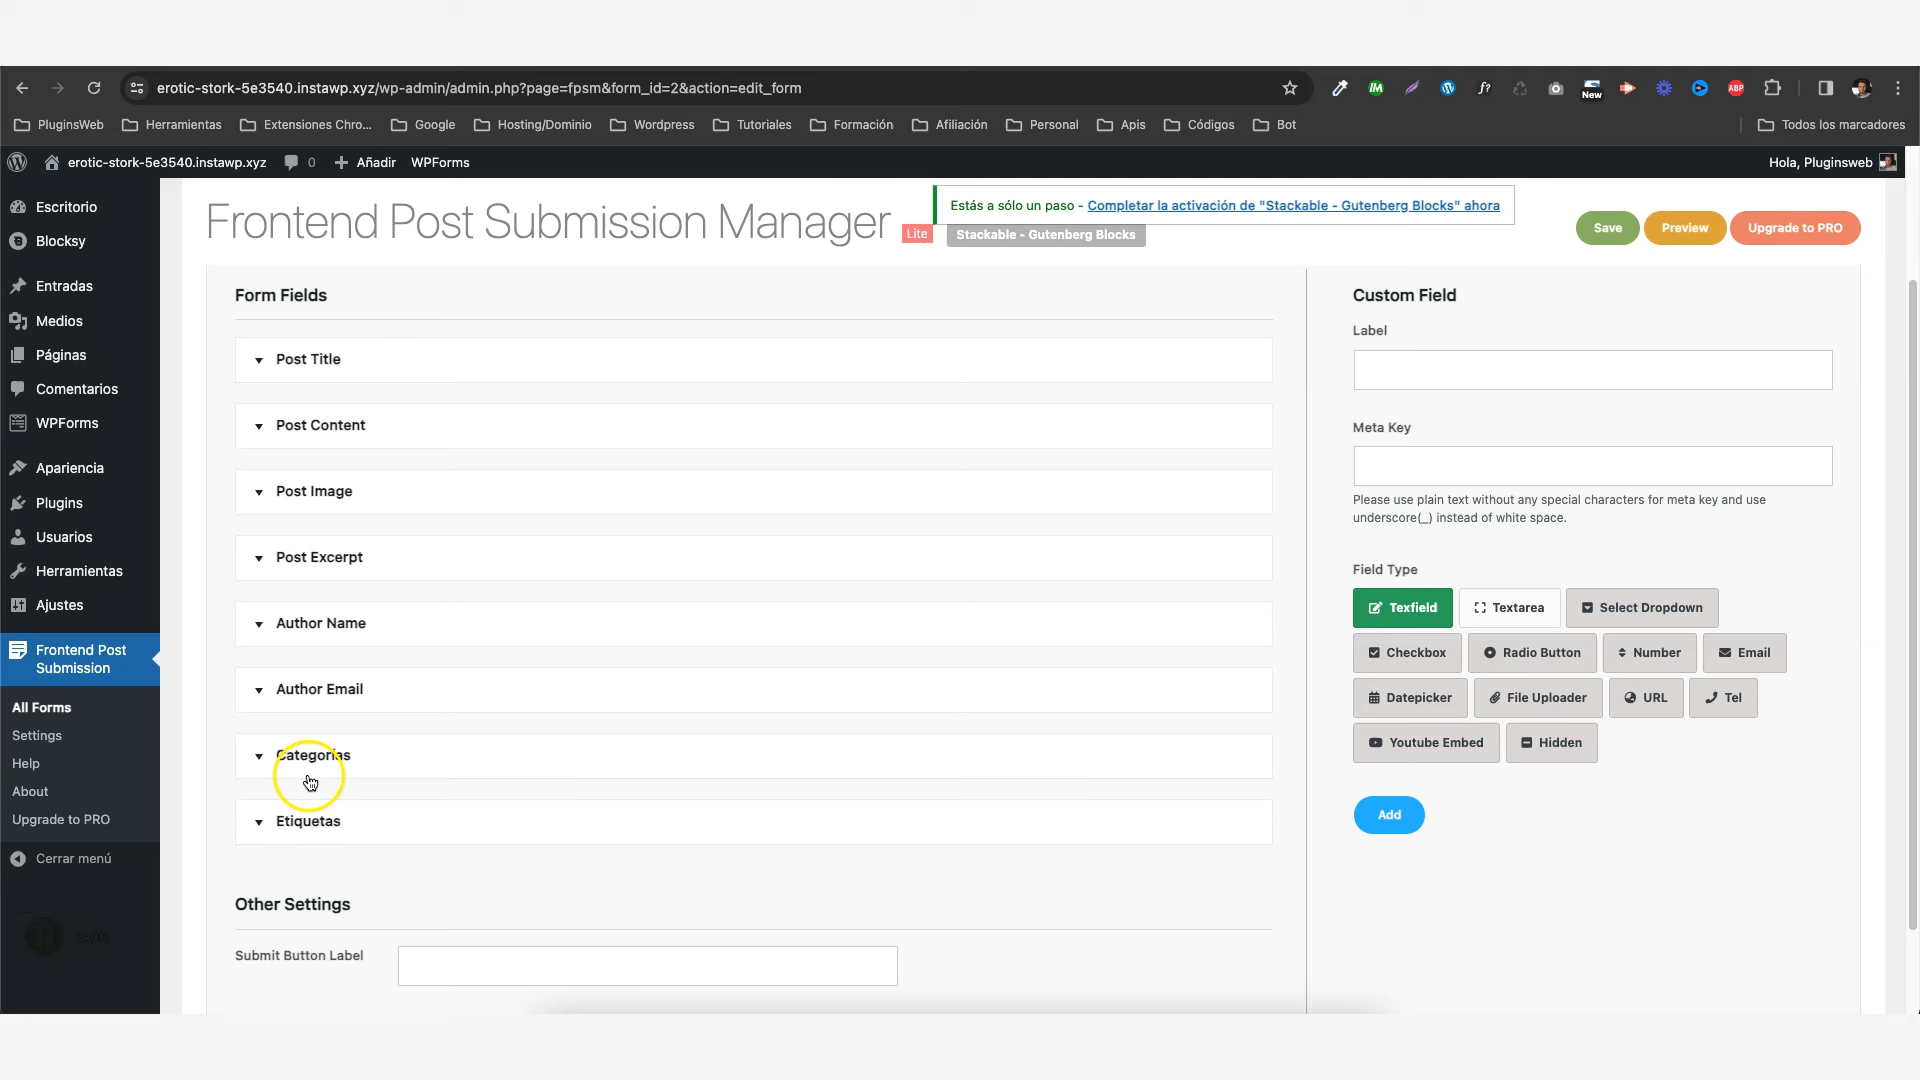 erotic-stork-5e3540.instawp.xyz/wp-admin/admin.php?page=fpsm&form_id=2&action=edit_form
New
ABP
PluginsWeb
Herramientas
Extensiones Chro...
Google
Hosting/Dominio
Wordpress
Tutoriales
Formación
Afiliación
Personal
Apis
Códigos
Bot
Todos los marcadores
erotic-stork-5e3540.instawp.xyz
0
Añadir
WPForms
Hola, Pluginsweb
Escritorio
Blocksy
Entradas
Medios
Páginas
Comentarios
WPForms
Apariencia
Plugins
Usuarios
Herramientas
Ajustes
Frontend Post
Submission
All Forms
Settings
Help
About
Upgrade to PRO
Cerrar menú
Frontend Post Submission Manager
Lite
Estás a sólo un paso - Completar la activación de "Stackable - Gutenberg Blocks" ahora
Stackable - Gutenberg Blocks
Save
Preview
Upgrade to PRO
Form Fields
Post Title
Post Content
Post Image
Post Excerpt
Author Name
Author Email
Categorías
Etiquetas
Other Settings
Submit Button Label
Custom Field
Label
Meta Key
Please use plain text without any special characters for meta key and use
underscore(_) instead of white space.
Field Type
Texfield
Textarea
Select Dropdown
Checkbox
Radio Button
Number
Email
Datepicker
File Uploader
URL
Tel
Youtube Embed
Hidden
Add